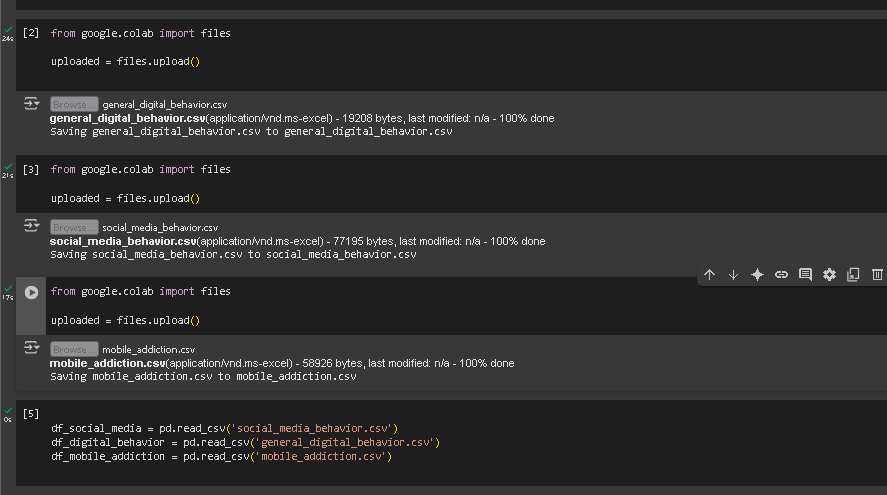 [2] from google.colab import files
24s
uploaded = files.upload()
Browse... general_digital_behavior.csv
general_digital_behavior.csv(application/vnd.ms-excel) - 19208 bytes, last modified: n/a - 100% done
Saving general_digital_behavior.csv to general_digital_behavior.csv
[3] from google.colab import files
21s
uploaded = files.upload()
Browse... social_media_behavior.csv
social_media_behavior.csv(application/vnd.ms-excel) - 77195 bytes, last modified: n/a - 100% done
Saving social_media_behavior.csv to social_media_behavior.csv
from google.colab import files
17s
uploaded = files.upload()
Browse... mobile_addiction.csv
mobile_addiction.csv(application/vnd.ms-excel) - 58926 bytes, last modified: n/a - 100% done
Saving mobile_addiction.csv to mobile_addiction.csv
[5]
0s
df_social_media = pd.read_csv('social_media_behavior.csv')
df_digital_behavior = pd.read_csv('general_digital_behavior.csv')
df_mobile_addiction = pd.read_csv('mobile_addiction.csv')